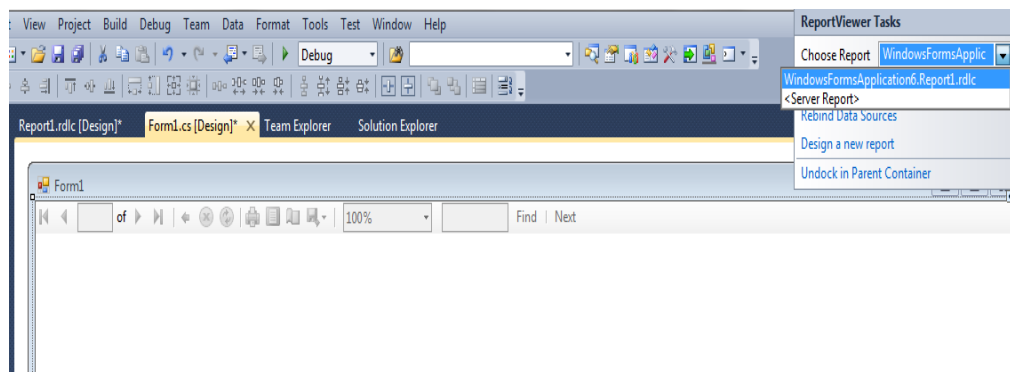 View Project Build Debug Team Data Format Tools Test Window Help
Debug
Report1.rdlc [Design]* Form1.cs [Design]* X Team Explorer Solution Explorer
Form1
of 100% Find | Next
ReportViewer Tasks
Choose Report WindowsFormsApplic
WindowsFormsApplication6.Report1.rdlc
<Server Report>
Rebind Data Sources
Design a new report
Undock in Parent Container